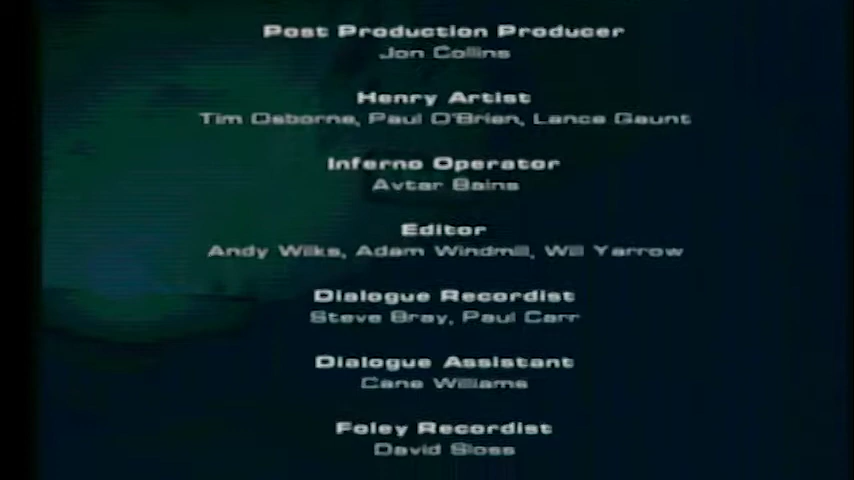 Post Production Producer
Jon Collins
Henry Artist
Tim Osborne, Paul O'Brien, Lance Gaunt
Inferno Operator
Avtar Bains
Editor
Andy Wilks, Adam Windmill, Will Yarrow
Dialogue Recordist
Steve Bray, Paul Carr
Dialogue Assistant
Cane Williams
Foley Recordist
David Sloss